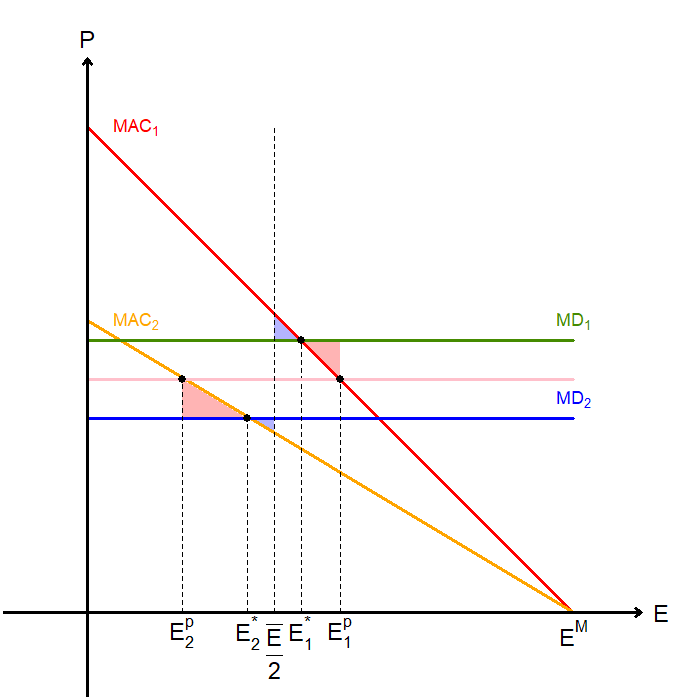 P
MAC₁
MAC₂
MD₁
MD₂
E
E₂ᵖ E₂* E̅/2 E₁* E₁ᵖ Eᴹ